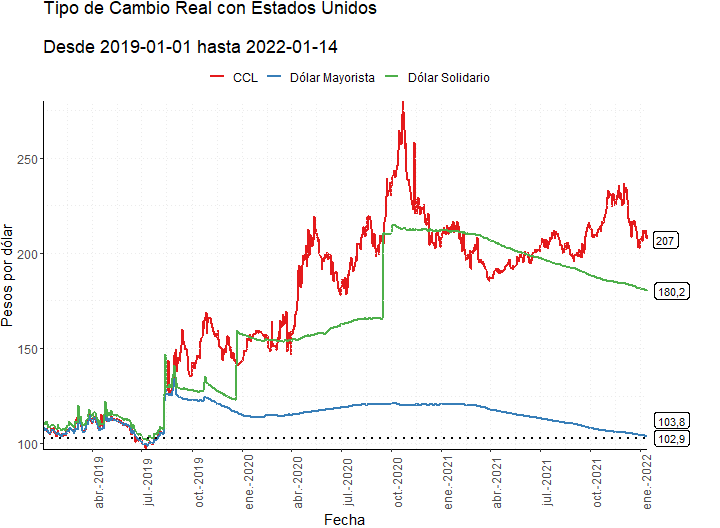 Tipo de Cambio Real con Estados Unidos
Desde 2019-01-01 hasta 2022-01-14
CCL Dólar Mayorista Dólar Solidario
Pesos por dólar
250
200
150
100
207
180,2
103,8
102,9
abr.-2019
jul.-2019
oct.-2019
ene.-2020
abr.-2020
jul.-2020
oct.-2020
ene.-2021
abr.-2021
jul.-2021
oct.-2021
ene.-2022
Fecha